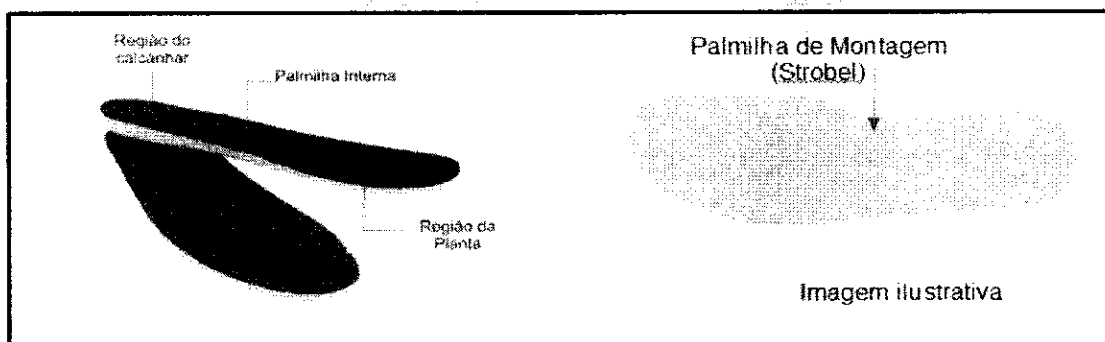 Região do
calcanhar
Palmilha Interna
Região da
Planta
Palmilha de Montagem
(Strobel)
Imagem ilustrativa